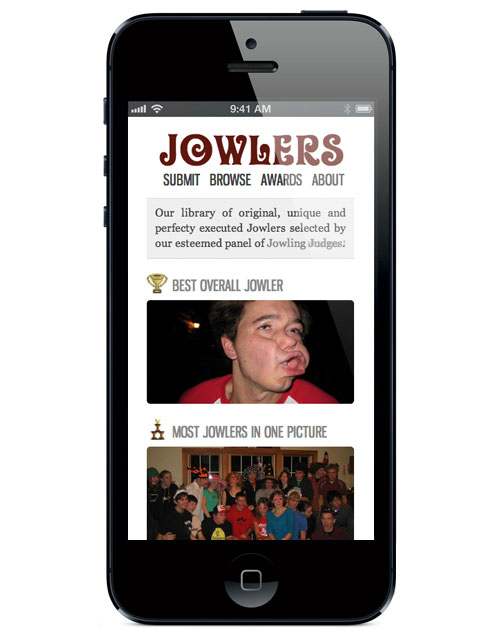 9:41 AM
JOWLERS
SUBMIT BROWSE AWARDS ABOUT
Our library of original, unique and
perfecty executed Jowlers selected by
our esteemed panel of Jowling Judges.
BEST OVERALL JOWLER
MOST JOWLERS IN ONE PICTURE